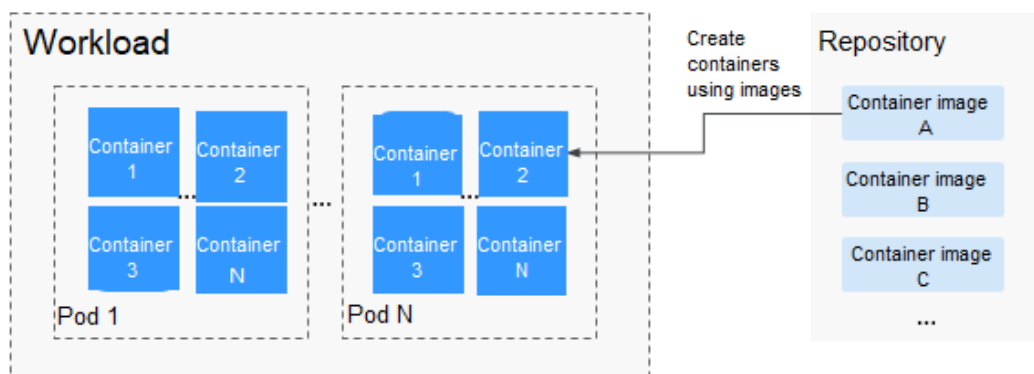 Workload
Container
1
Container
2
...
Container
3
Container
N
Pod 1
...
Container
1
Container
2
...
Container
3
Container
N
Pod N
Create
containers
using images
Repository
Container image
A
Container image
B
Container image
C
...